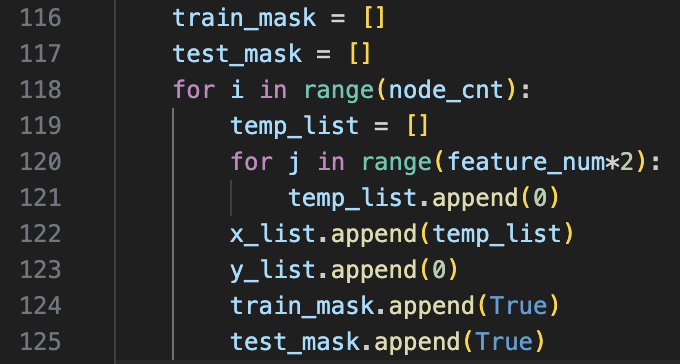 116 train_mask = []
117 test_mask = []
118 for i in range(node_cnt):
119 temp_list = []
120 for j in range(feature_num*2):
121 temp_list.append(0)
122 x_list.append(temp_list)
123 y_list.append(0)
124 train_mask.append(True)
125 test_mask.append(True)